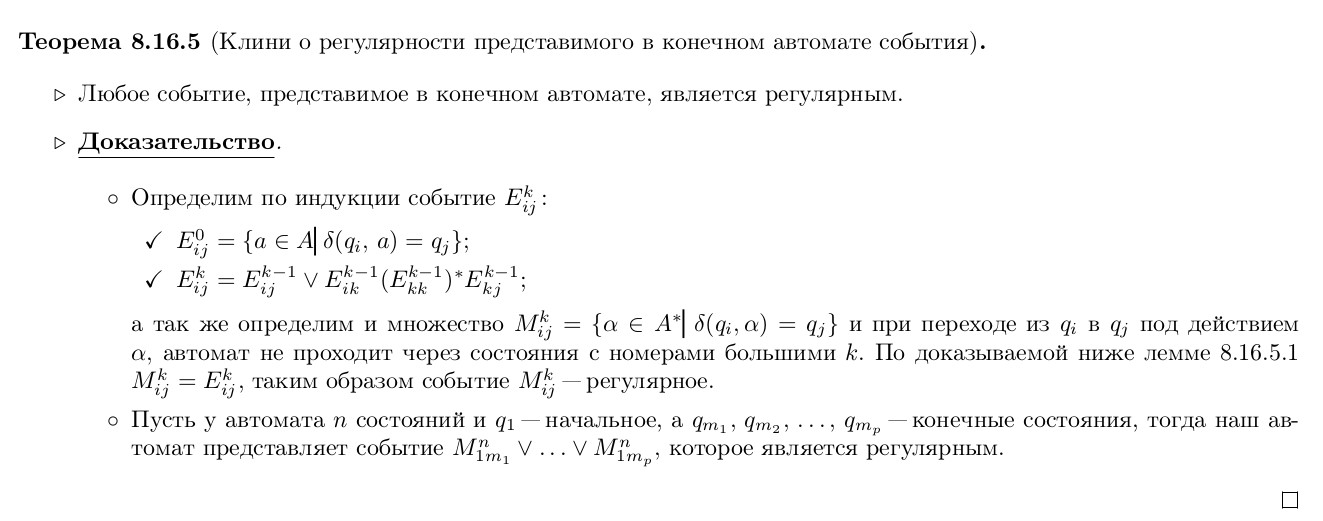 Теорема 8.16.5 (Клини о регулярности представимого в конечном автомате события).
▷ Любое событие, представимое в конечном автомате, является регулярным.
▷ Доказательство.
∘ Определим по индукции событие $E_{ij}^{k}$:
✓ $E_{ij}^{0} = \{a \in A | \delta(q_i, a) = q_j\}$;
✓ $E_{ij}^{k} = E_{ij}^{k-1} \vee E_{ik}^{k-1}(E_{kk}^{k-1})^{*}E_{kj}^{k-1}$;
а так же определим и множество $M_{ij}^{k} = \{\alpha \in A^{*} | \delta(q_i, \alpha) = q_j\}$ и при переходе из $q_i$ в $q_j$ под действием
$\alpha$, автомат не проходит через состояния с номерами большими $k$. По доказываемой ниже лемме 8.16.5.1
$M_{ij}^{k} = E_{ij}^{k}$, таким образом событие $M_{ij}^{k}$ — регулярное.
∘ Пусть у автомата $n$ состояний и $q_1$ — начальное, а $q_{m_1}, q_{m_2}, \ldots, q_{m_p}$ — конечные состояния, тогда наш ав-
томат представляет событие $M_{1m_1}^{n} \vee \ldots \vee M_{1m_p}^{n}$, которое является регулярным.
□